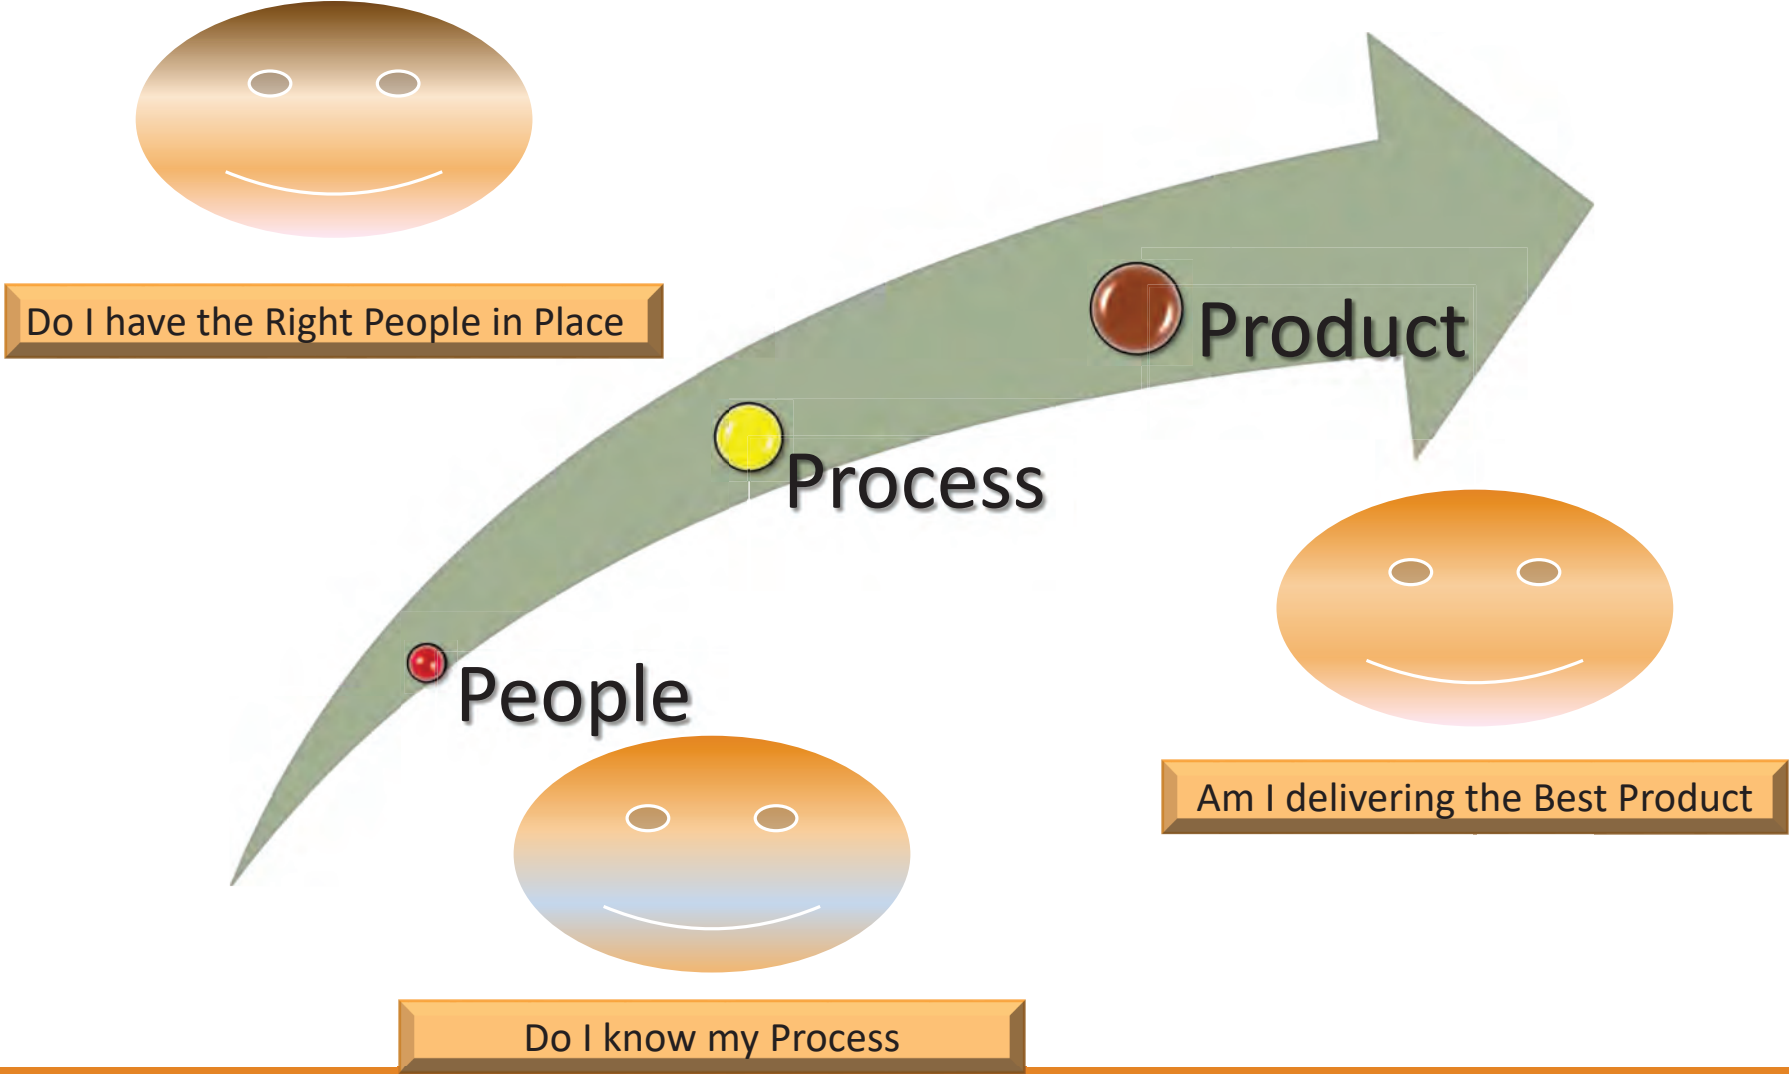 Do I have the Right People in Place
Product
Process
People
Am I delivering the Best Product
Do I know my Process